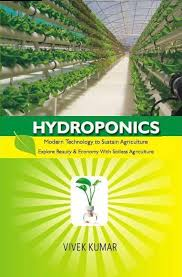 HYDROPONICS
Modern Technology to Sustain Agriculture
Explore Beauty & Economy With Soilless Agriculture
VIVEK KUMAR